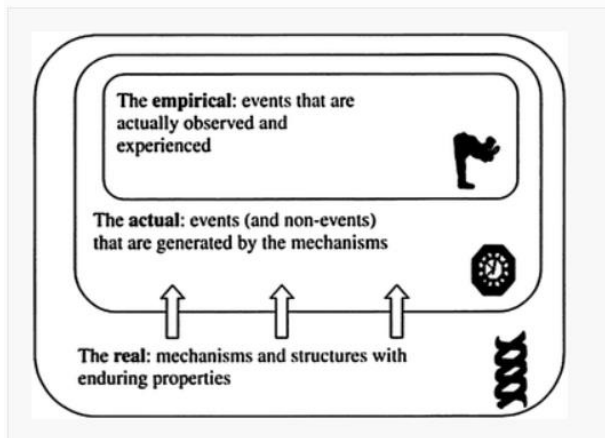 The empirical: events that are
actually observed and
experienced
The actual: events (and non-events)
that are generated by the mechanisms
The real: mechanisms and structures with
enduring properties